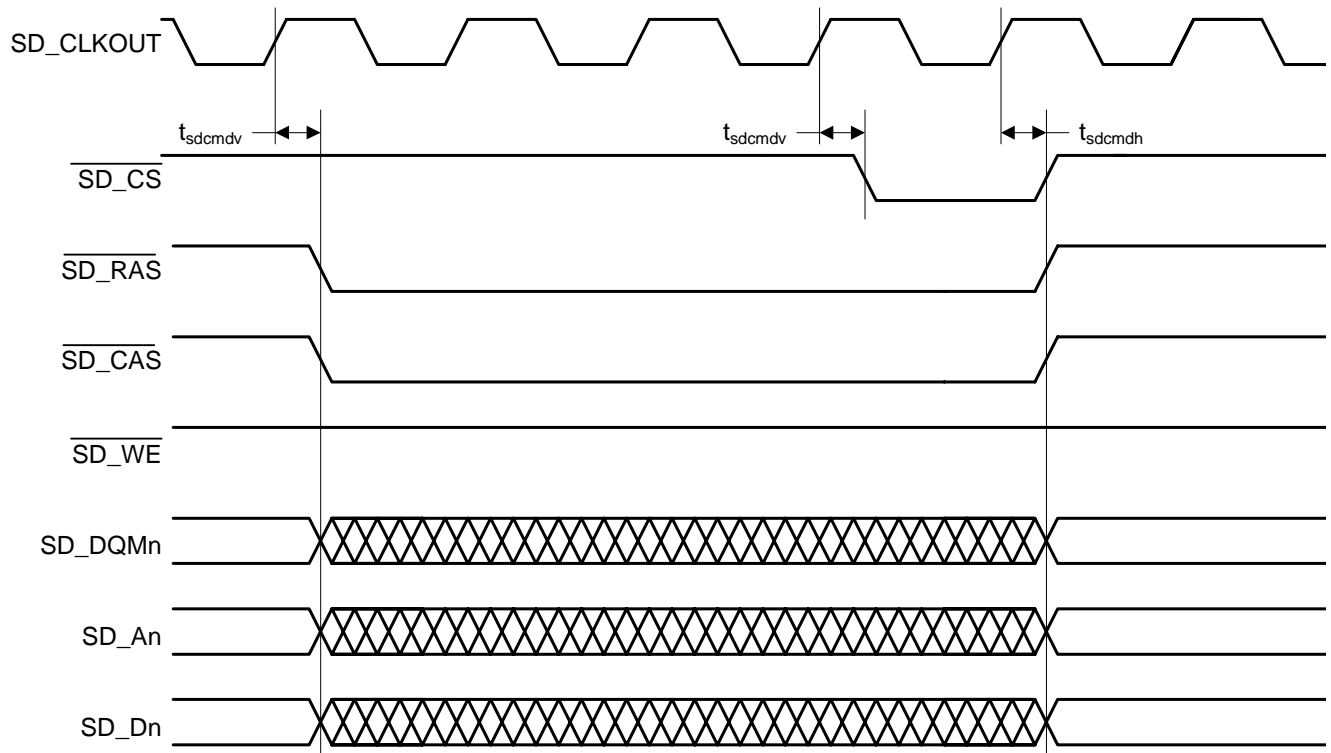 SD_CLKOUT
tsdcmdv tsdcmdv tsdcmdh
SD_CS
SD_RAS
SD_CAS
SD_WE
SD_DQMn
SD_An
SD_Dn